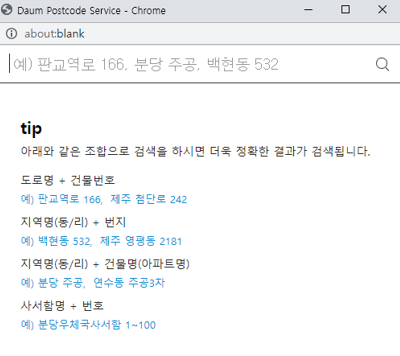 Daum Postcode Service - Chrome
about:blank
예) 판교역로 166, 분당 주공, 백현동 532
tip
아래와 같은 조합으로 검색을 하시면 더욱 정확한 결과가 검색됩니다.
도로명 + 건물번호
예) 판교역로 166, 제주 첨단로 242
지역명(동/리) + 번지
예) 백현동 532, 제주 영평동 2181
지역명(동/리) + 건물명(아파트명)
예) 분당 주공, 연수동 주공3차
사서함명 + 번호
예) 분당우체국사서함 1~100